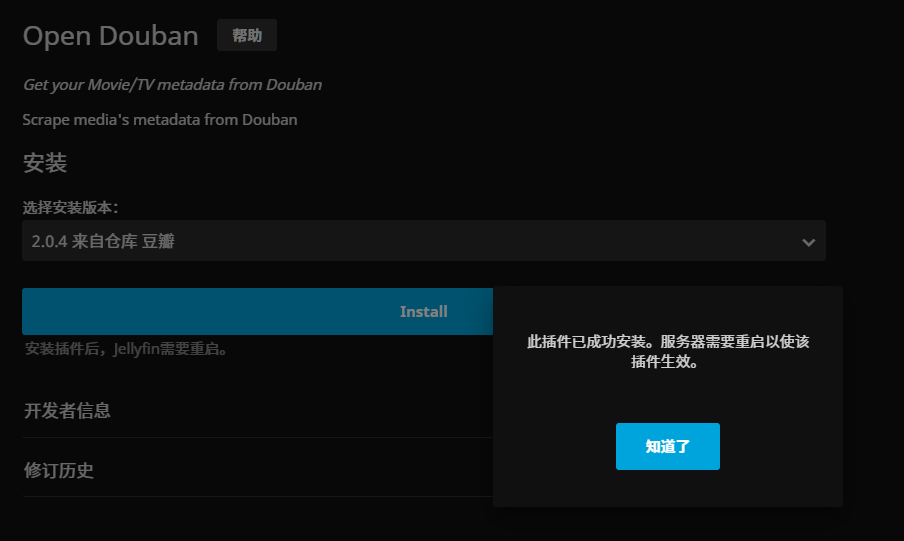 Open Douban 帮助
Get your Movie/TV metadata from Douban
Scrape media's metadata from Douban
安装
选择安装版本：
2.0.4 来自仓库 豆瓣
Install
安装插件后，Jellyfin需要重启。
此插件已成功安装。服务器需要重启以使该
插件生效。
知道了
开发者信息
修订历史